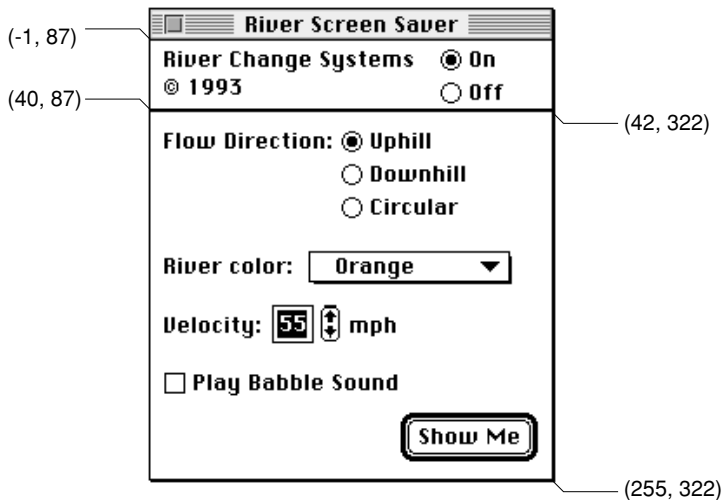 River Screen Saver
(-1, 87)
River Change Systems On
© 1993 Off
(40, 87)
(42, 322)
Flow Direction: Uphill
Downhill
Circular
River color: Orange
Velocity: 55 mph
Play Babble Sound
Show Me
(255, 322)